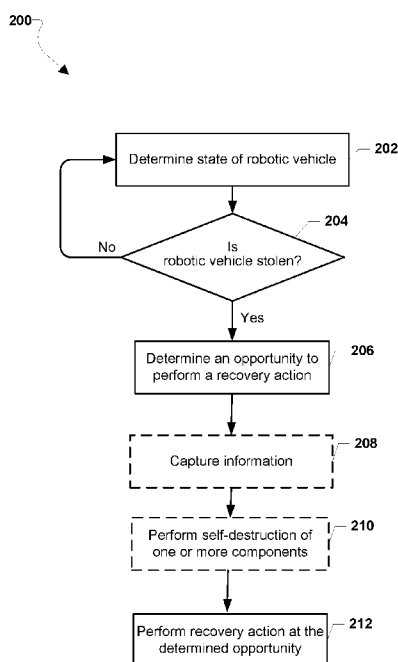 200
Determine state of robotic vehicle
202
204
Is
robotic vehicle
stolen?
No
Yes
Determine an opportunity to
perform a recovery action
206
Capture information
208
Perform self-destruction of
one or more components
210
Perform recovery action at the
determined opportunity
212